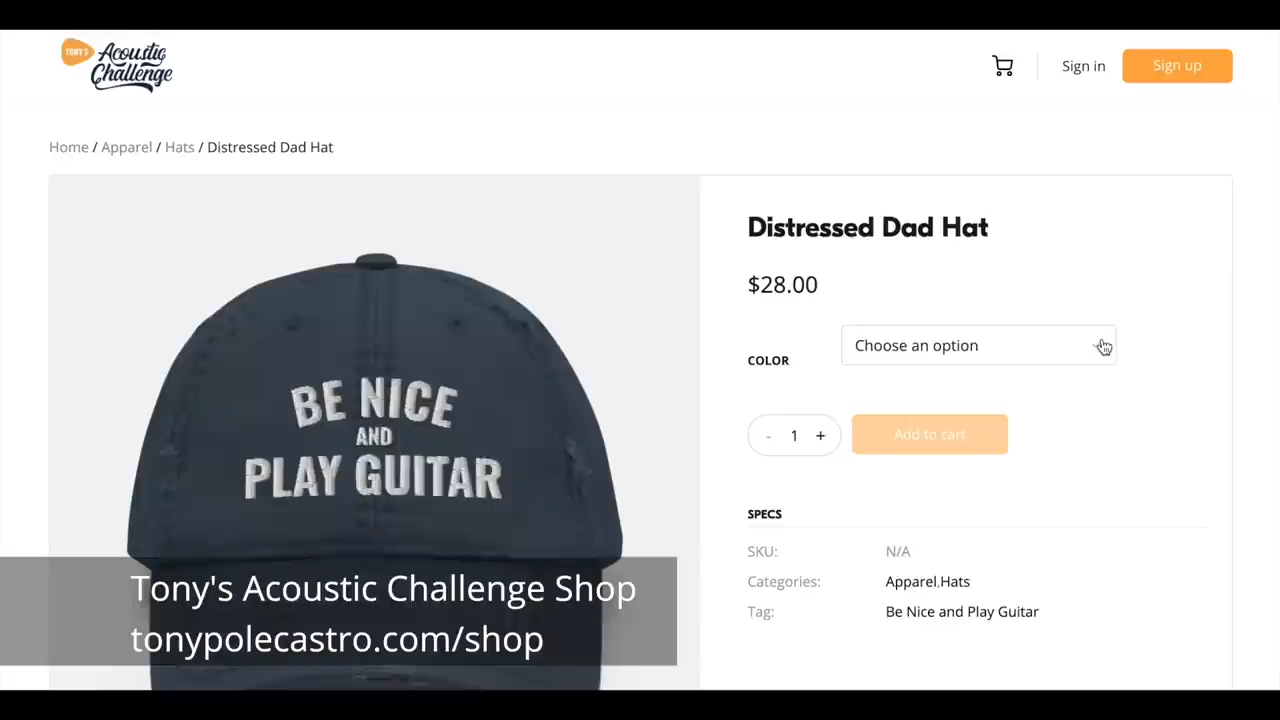 TONY'S
Acoustic
Challenge
Sign in
Sign up
Home / Apparel / Hats / Distressed Dad Hat
Distressed Dad Hat
$28.00
COLOR
Choose an option
- 1 +
Add to cart
BE NICE
AND
PLAY GUITAR
SPECS
SKU: N/A
Categories: Apparel,Hats
Tag: Be Nice and Play Guitar
Tony's Acoustic Challenge Shop
tonypolecastro.com/shop